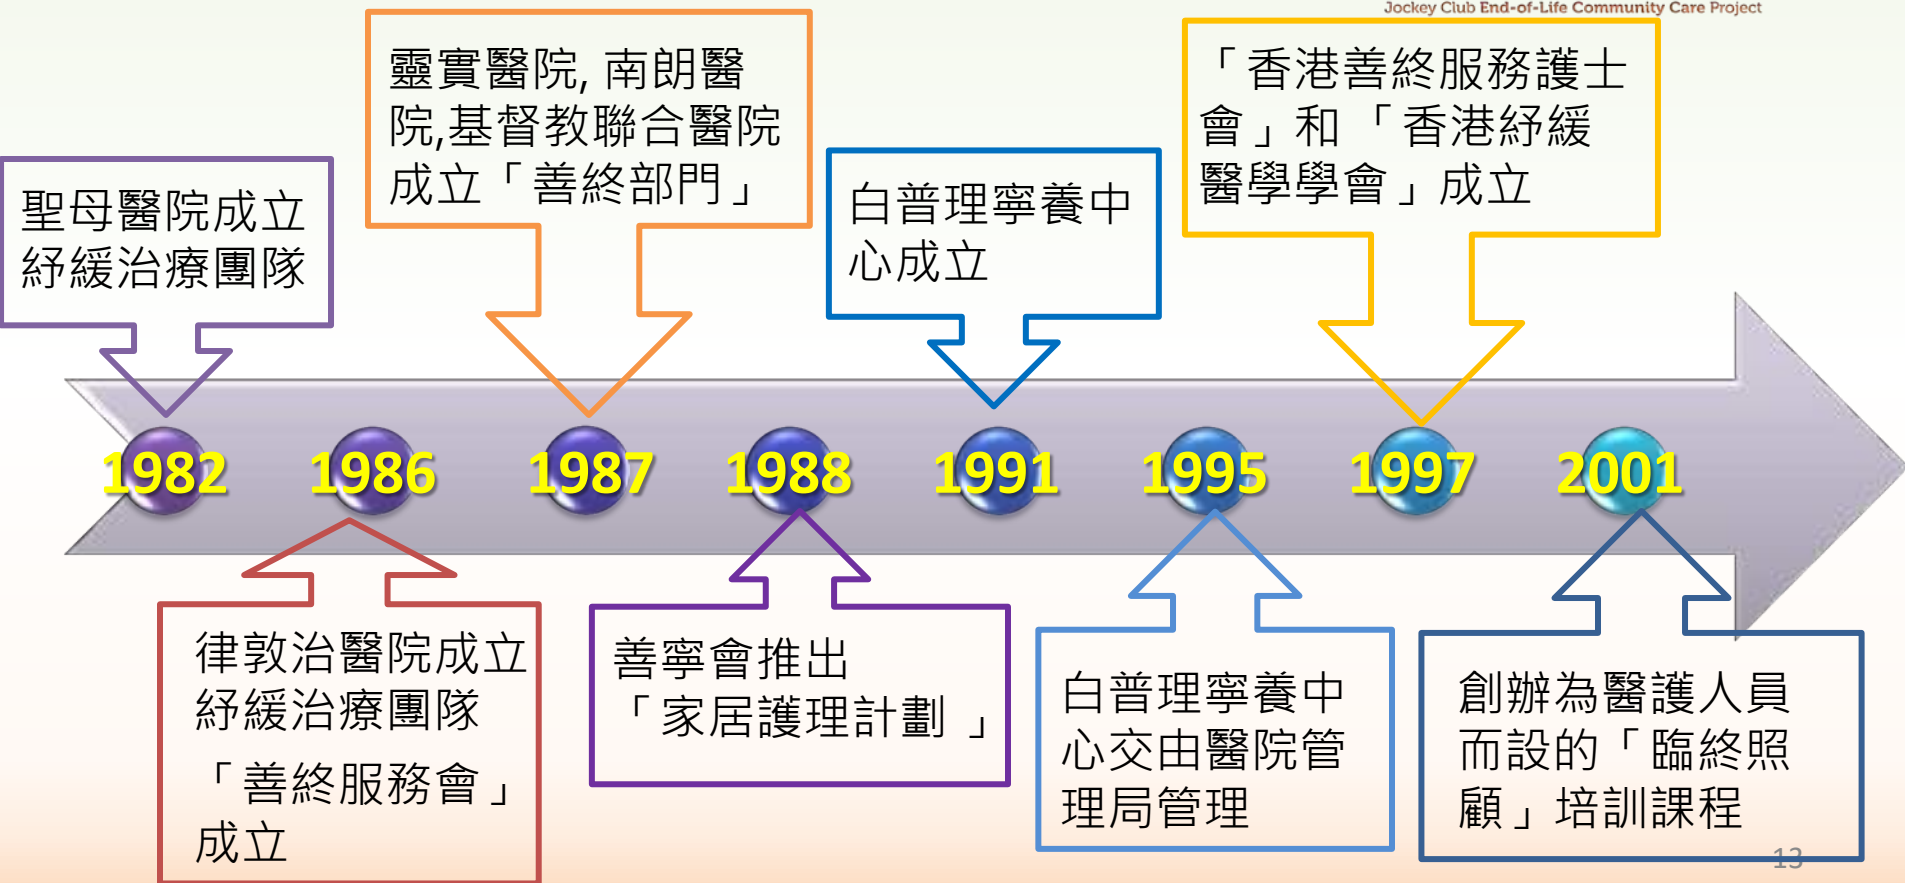 Jockey Club End-of-Life Community Care Project
靈實醫院, 南朗醫
院,基督教聯合醫院
成立「善終部門」
「香港善終服務護士
會」和 「香港紓緩
醫學學會」成立
聖母醫院成立
紓緩治療團隊
白普理寧養中
心成立
1982
1986
1987
1988
1991
1995
1997
2001
律敦治醫院成立
紓緩治療團隊
「善終服務會」
成立
善寧會推出
「家居護理計劃 」
白普理寧養中
心交由醫院管
理局管理
創辦為醫護人員
而設的「臨終照
顧」培訓課程
13